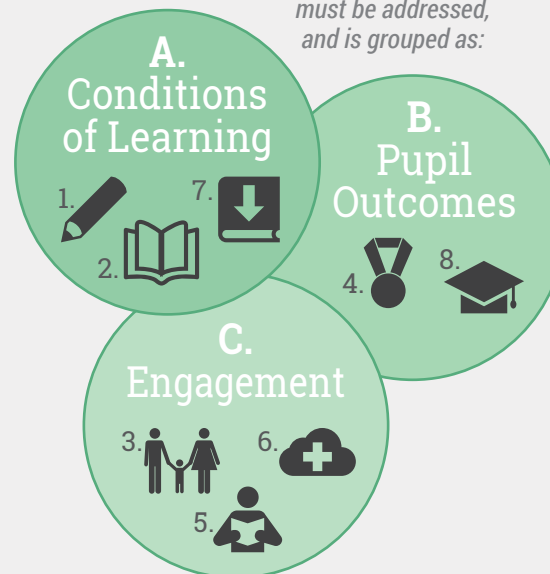 must be addressed,
and is grouped as:
A.
Conditions
of Learning
1.
7.
2.
B.
Pupil
Outcomes
4.
8.
C.
Engagement
3.
6.
5.